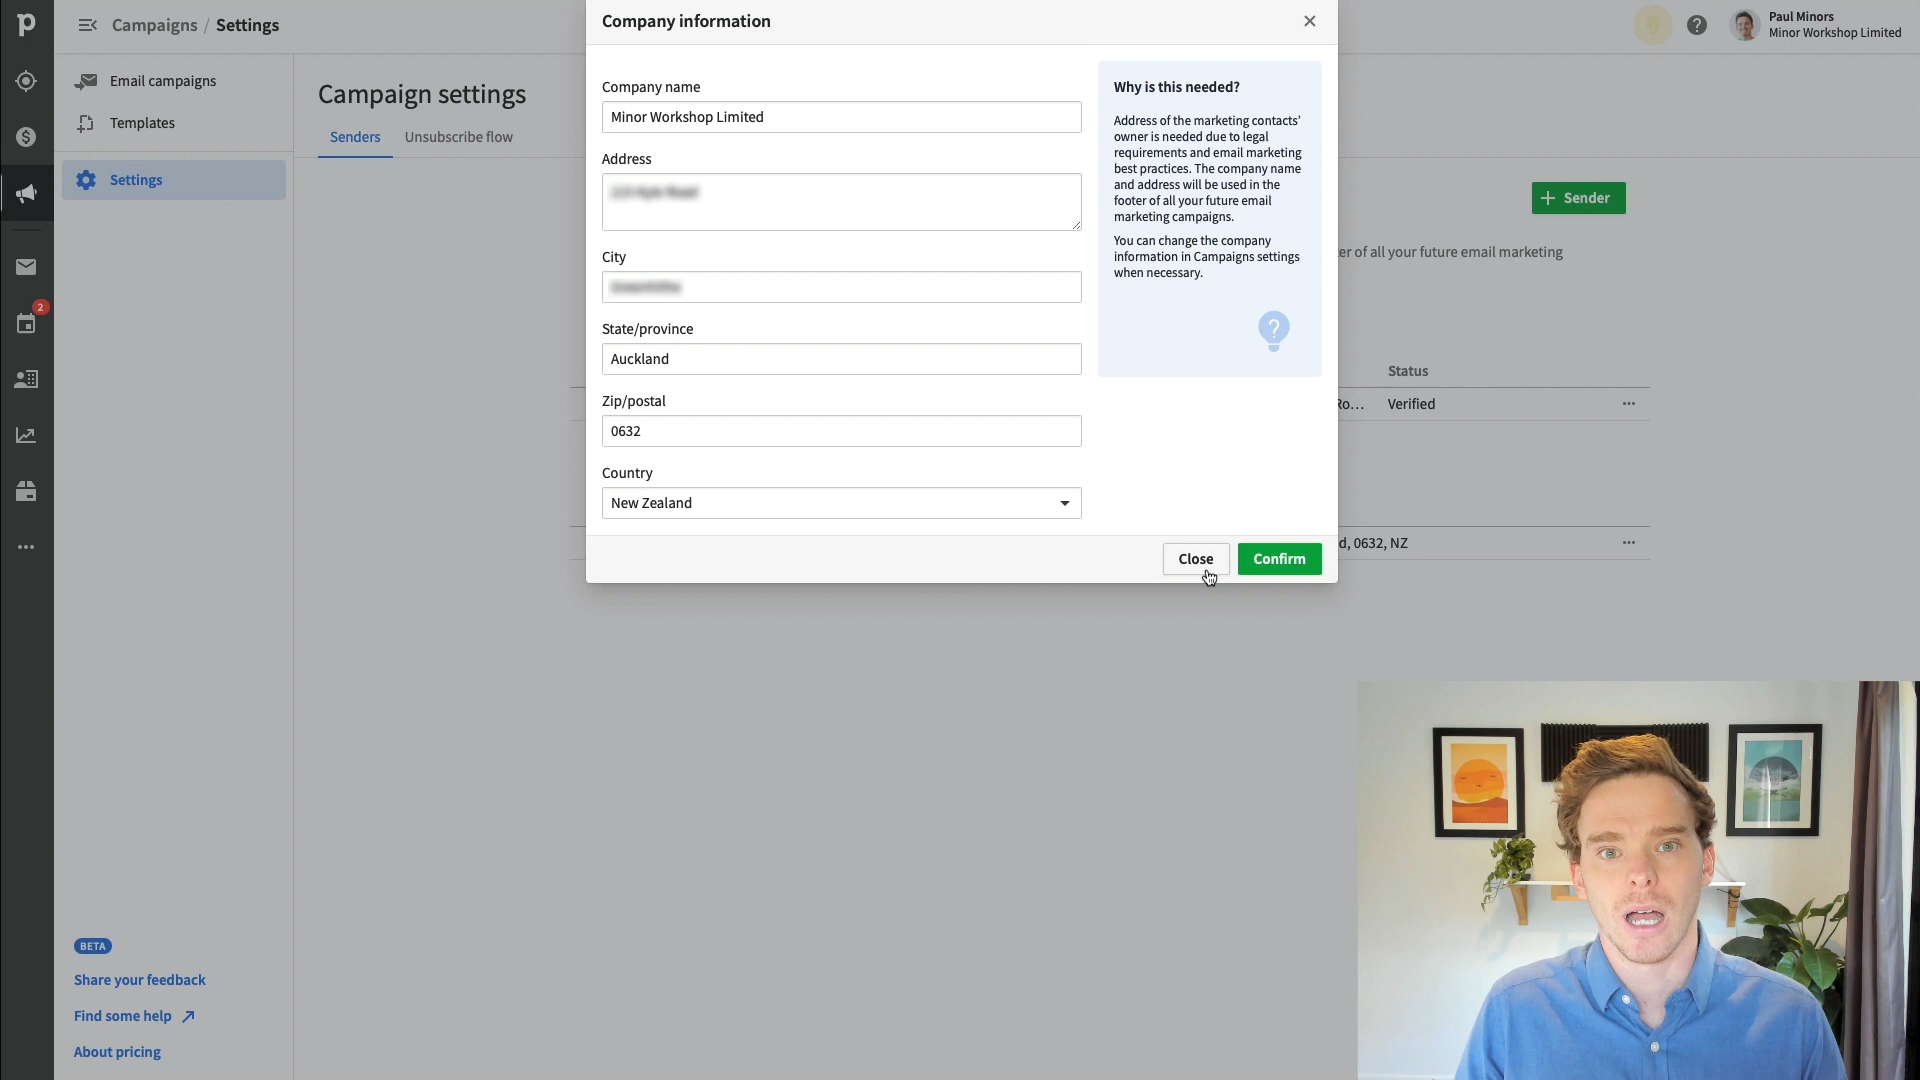 p
Campaigns / Settings
Paul Minors
Minor Workshop Limited
Email campaigns
Templates
Settings
Campaign settings
Senders
Unsubscribe flow
+ Sender
er of all your future email marketing
Status
Ro...
Verified
d, 0632, NZ
2
BETA
Share your feedback
Find some help
About pricing
Company information
Company name
Minor Workshop Limited
Address
City
State/province
Auckland
Zip/postal
0632
Country
New Zealand
Why is this needed?
Address of the marketing contacts'
owner is needed due to legal
requirements and email marketing
best practices. The company name
and address will be used in the
footer of all your future email
marketing campaigns.
You can change the company
information in Campaigns settings
when necessary.
?
Close
Confirm